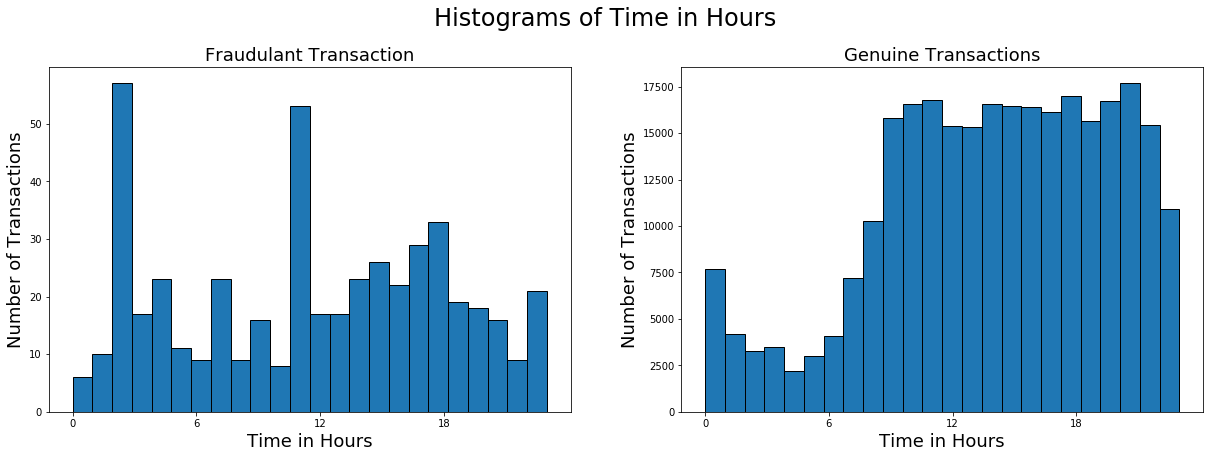 Histograms of Time in Hours
Fraudulant Transaction
Number of Transactions
50
40
30
20
10
0
0 6 12 18
Time in Hours
Genuine Transactions
Number of Transactions
17500
15000
12500
10000
7500
5000
2500
0
0 6 12 18
Time in Hours